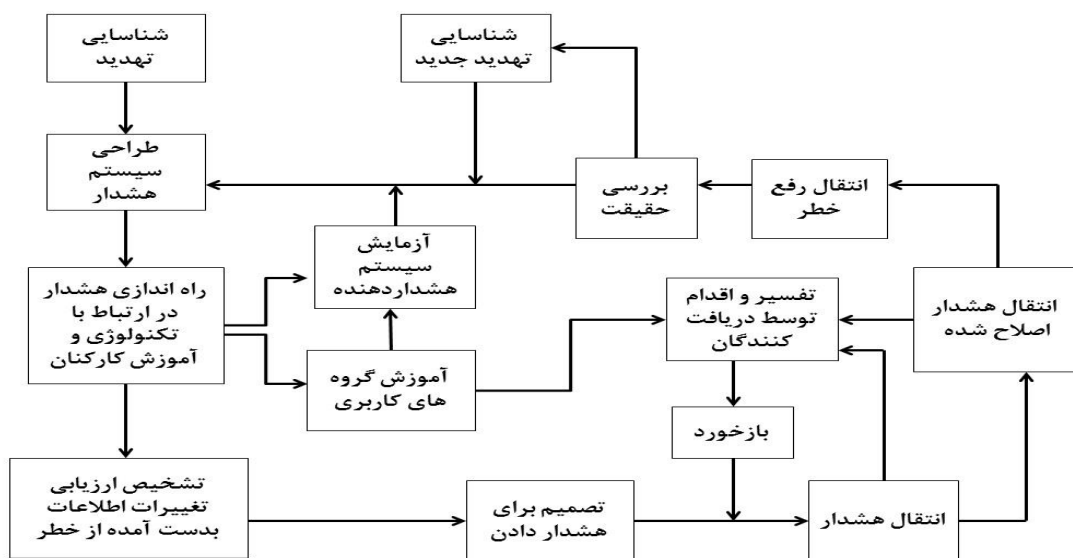 شناسایی
تهدید
شناسایی
تهدید جدید
طراحی
سیستم
هشدار
بررسی
حقیقت
انتقال رفع
خطر
آزمایش
سیستم
هشداردهنده
راه اندازی هشدار
در ارتباط با
تکنولوژی و
آموزش کارکنان
تفسیر و اقدام
توسط دریافت
کنندگان
انتقال هشدار
اصلاح شده
آموزش گروه
های کاربری
بازخورد
تشخیص ارزیابی
تغییرات اطلاعات
بدست آمده از خطر
تصمیم برای
هشدار دادن
انتقال هشدار